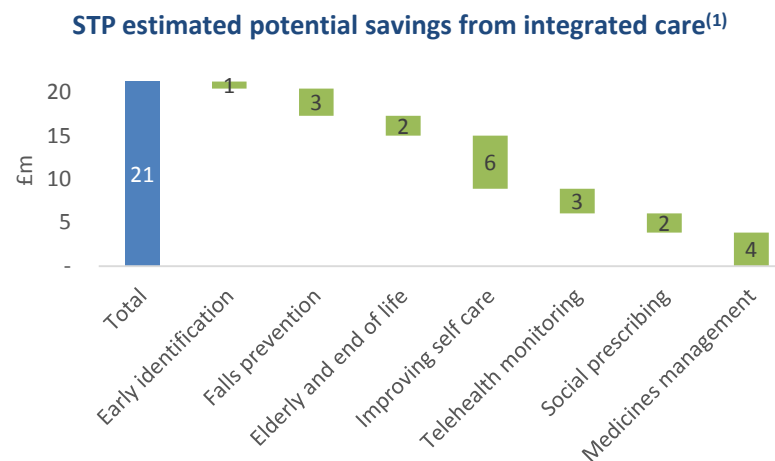 STP estimated potential savings from integrated care(1)
£m
20
15
10
5
-
21
1
3
2
6
3
2
4
Total
Early identification
Falls prevention
Elderly and end of life
Improving self care
Telehealth monitoring
Social prescribing
Medicines management